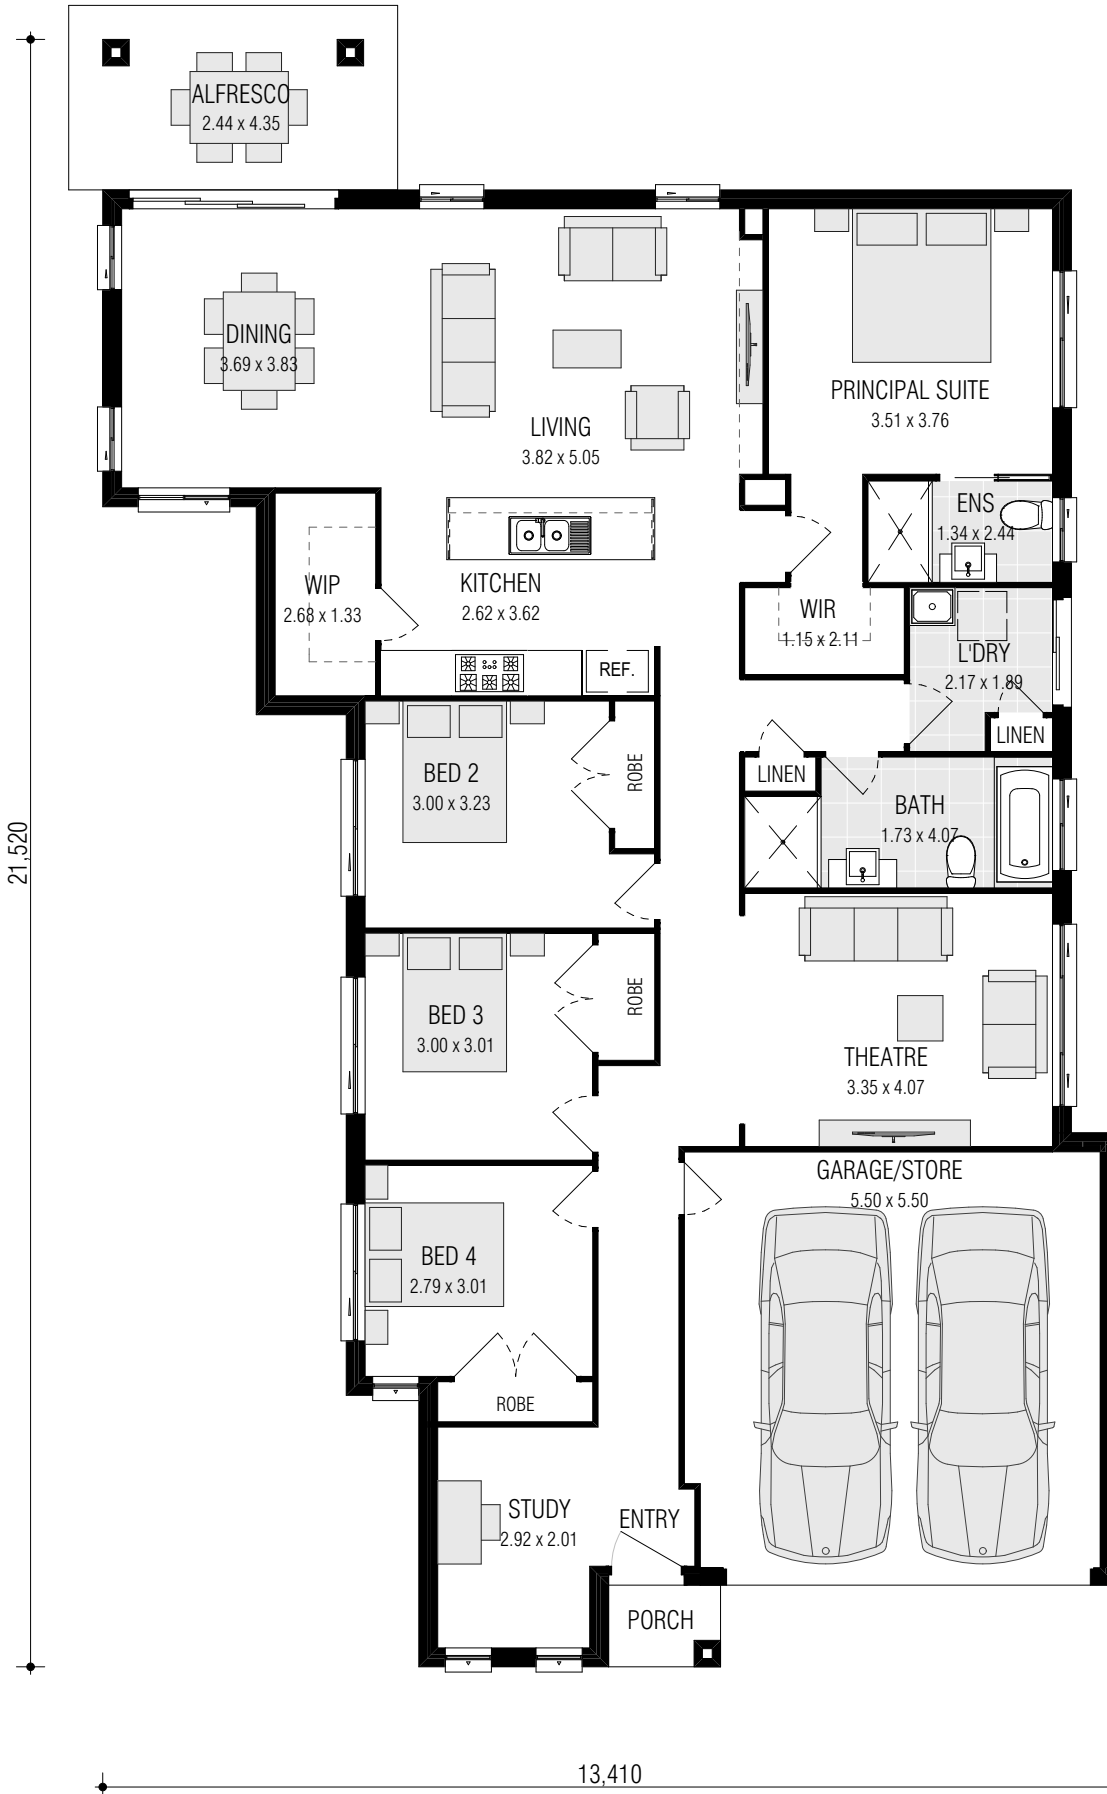 ALFRESCO
2.44 x 4.35
DINING
3.69 x 3.83
LIVING
3.82 x 5.05
PRINCIPAL SUITE
3.51 x 3.76
ENS
1.34 x 2.44
WIP
2.68 x 1.33
KITCHEN
2.62 x 3.62
WIR
1.15 x 2.11
L'DRY
2.17 x 1.89
REF.
LINEN
BED 2
3.00 x 3.23
ROBE
LINEN
BATH
1.73 x 4.07
21,520
BED 3
3.00 x 3.01
ROBE
THEATRE
3.35 x 4.07
GARAGE/STORE
5.50 x 5.50
BED 4
2.79 x 3.01
ROBE
STUDY
2.92 x 2.01
ENTRY
PORCH
13,410